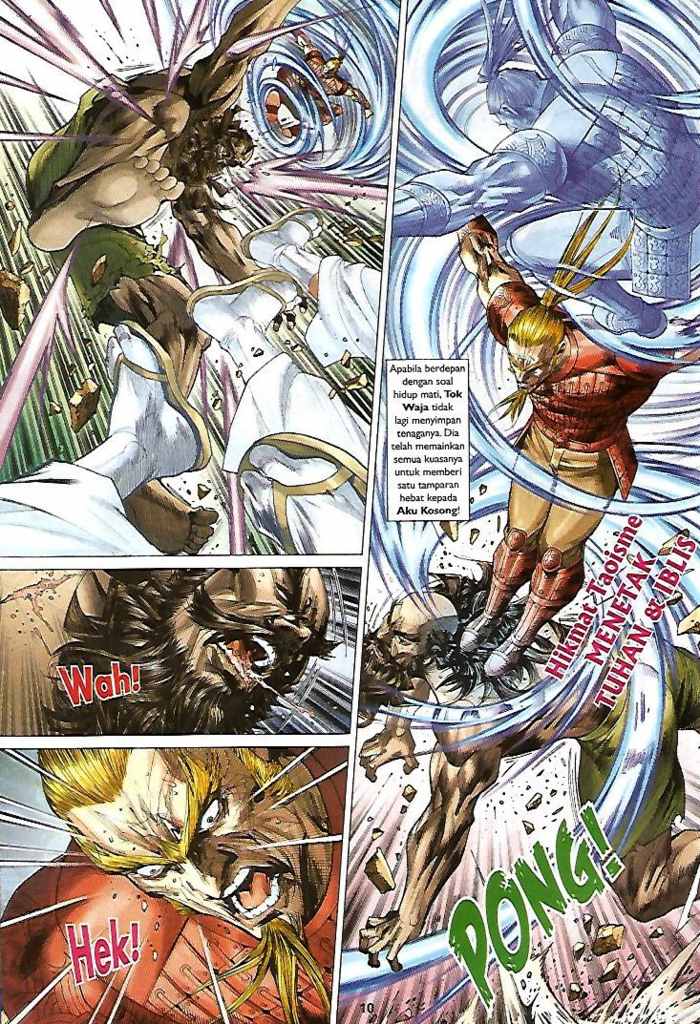 Apabila berdepan
dengan soal
hidup mati, Tok
Waja tidak
lagi menyimpan
tenaganya. Dia
telah memainkan
semua kuasanya
untuk memberi
satu tamparan
hebat kepada
Aku Kosong!
Hikmat Taoisme
MENETAK
TUHAN & IBLIS
Wah!
Hek!
PONG!
10